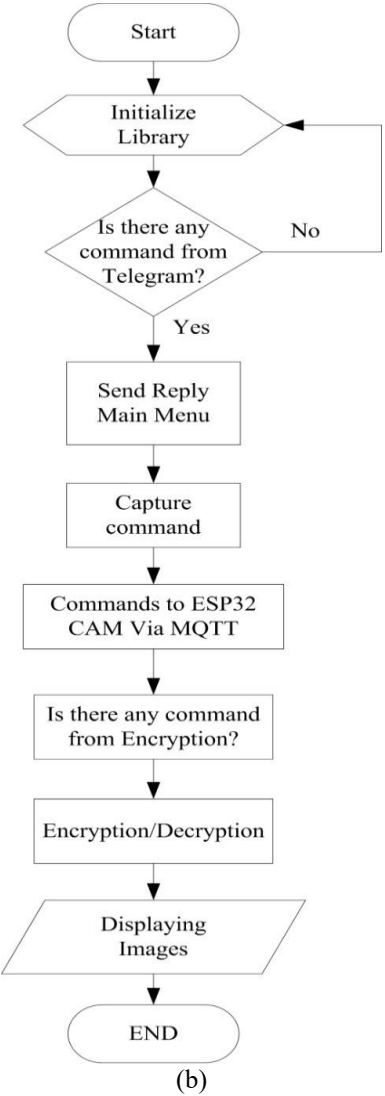 Start
Initialize
Library
Is there any
command from
Telegram?
No
Yes
Send Reply
Main Menu
Capture
command
Commands to ESP32
CAM Via MQTT
Is there any command
from Encryption?
Encryption/Decryption
Displaying
Images
END
(b)